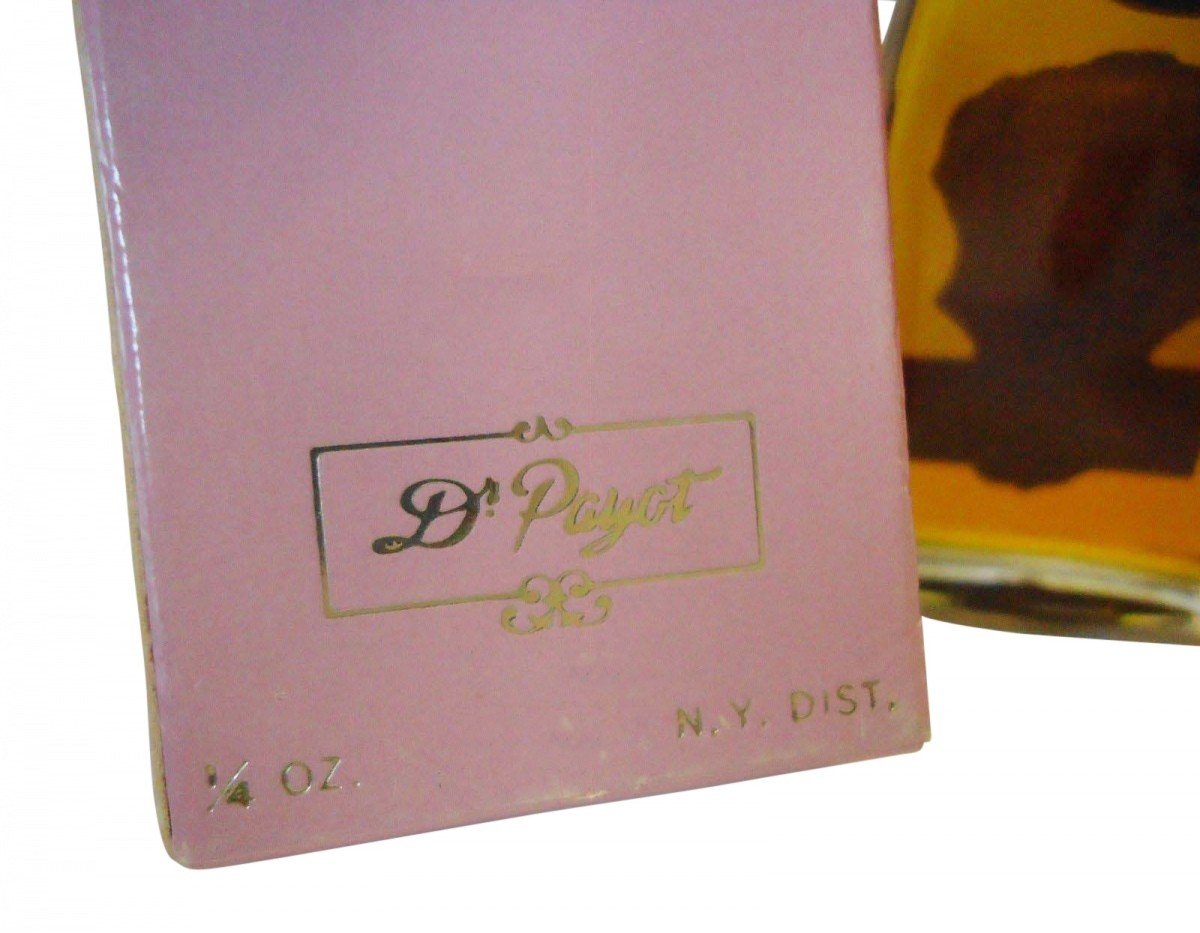 Dr. Payot
N.Y. DIST.
¼ OZ.